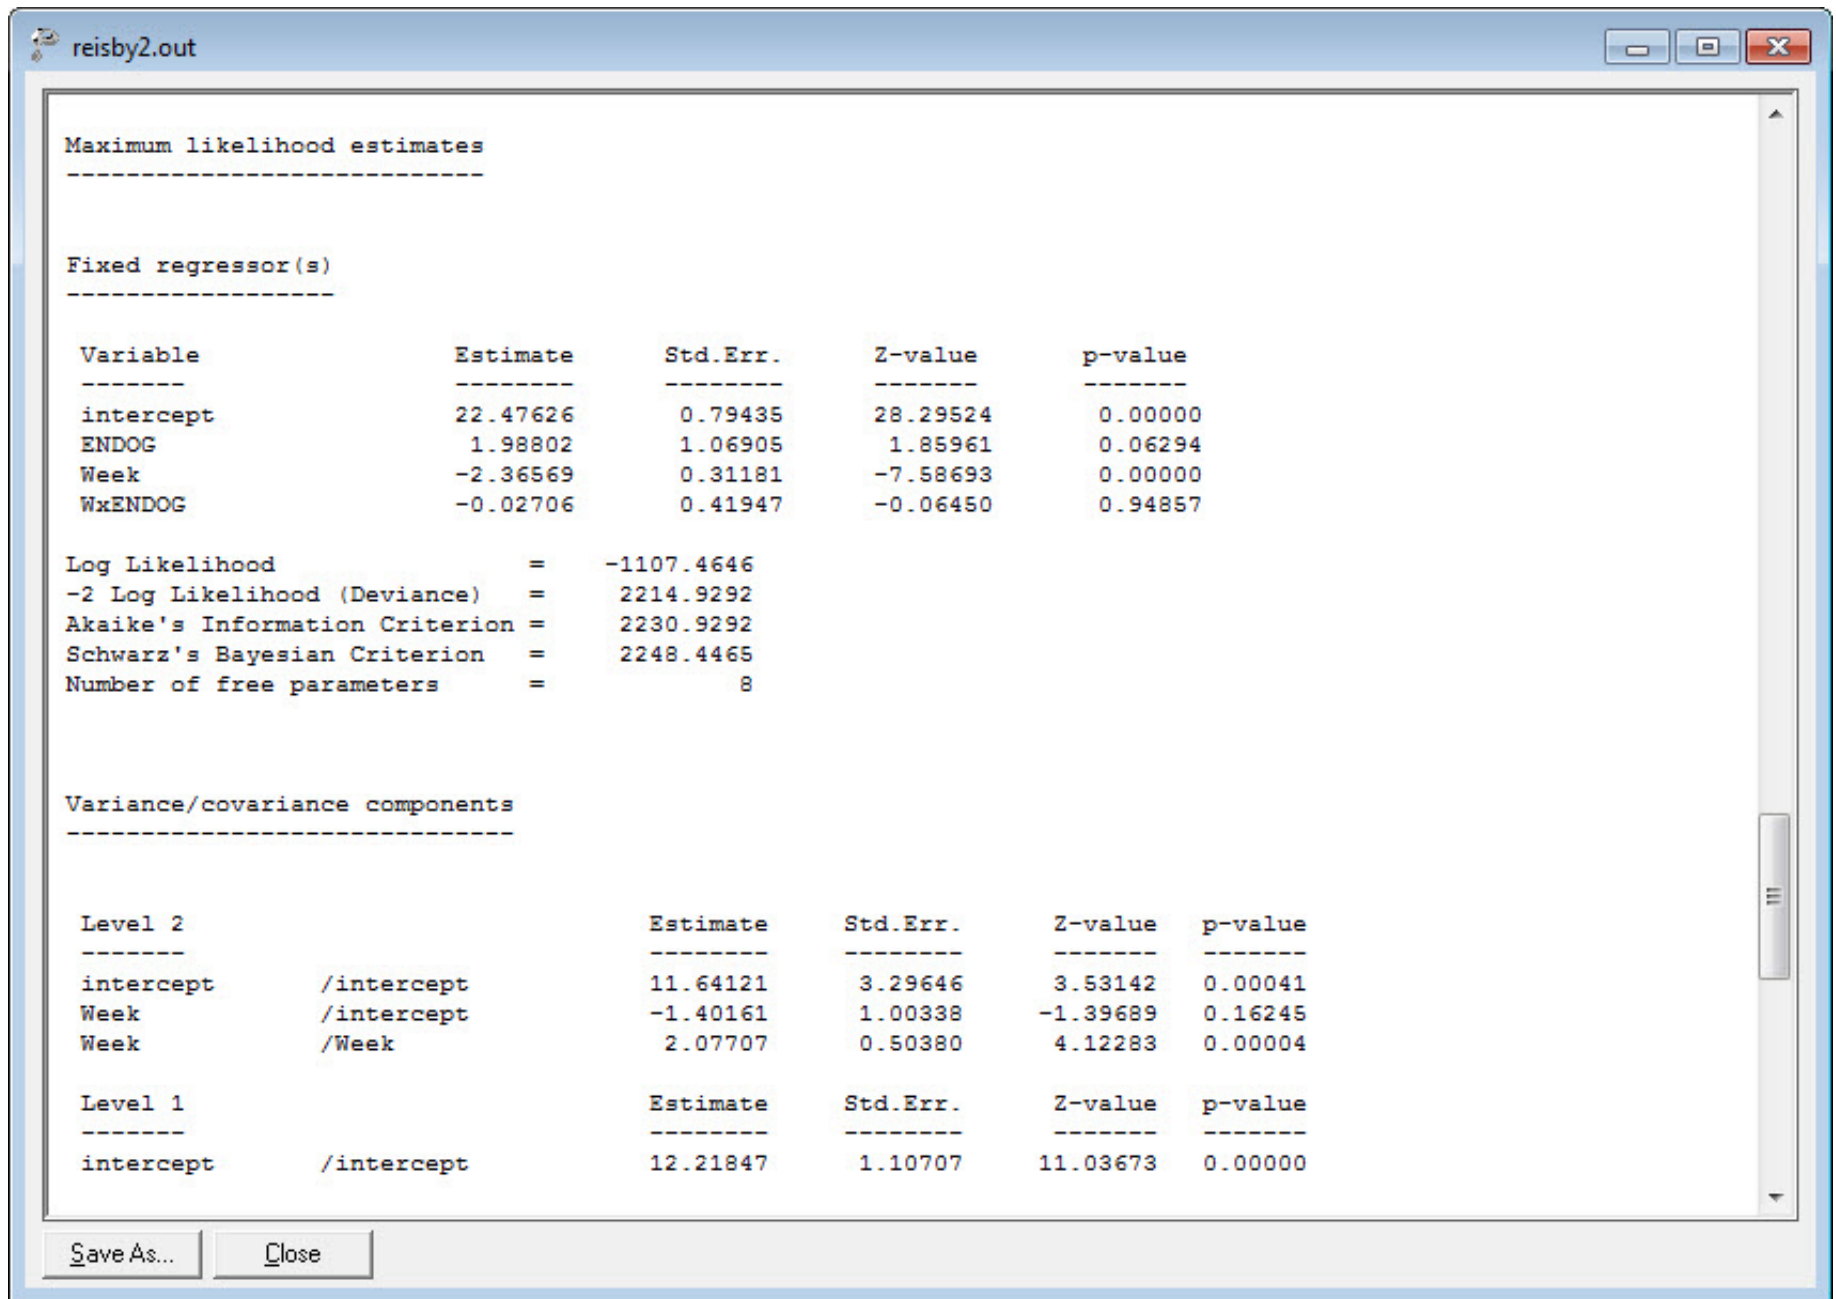 reisby2.out
Maximum likelihood estimates
----------------------------
Fixed regressor(s)
------------------
Variable Estimate Std.Err. Z-value p-value
------- -------- -------- ------- -------
intercept 22.47626 0.79435 28.29524 0.00000
ENDOG 1.98802 1.06905 1.85961 0.06294
Week -2.36569 0.31181 -7.58693 0.00000
WxENDOG -0.02706 0.41947 -0.06450 0.94857
Log Likelihood = -1107.4646
-2 Log Likelihood (Deviance) = 2214.9292
Akaike's Information Criterion = 2230.9292
Schwarz's Bayesian Criterion = 2248.4465
Number of free parameters = 8
Variance/covariance components
------------------------------
Level 2 Estimate Std.Err. Z-value p-value
------- -------- -------- ------- -------
intercept /intercept 11.64121 3.29646 3.53142 0.00041
Week /intercept -1.40161 1.00338 -1.39689 0.16245
Week /Week 2.07707 0.50380 4.12283 0.00004
Level 1 Estimate Std.Err. Z-value p-value
------- -------- -------- ------- -------
intercept /intercept 12.21847 1.10707 11.03673 0.00000
Save As... Close